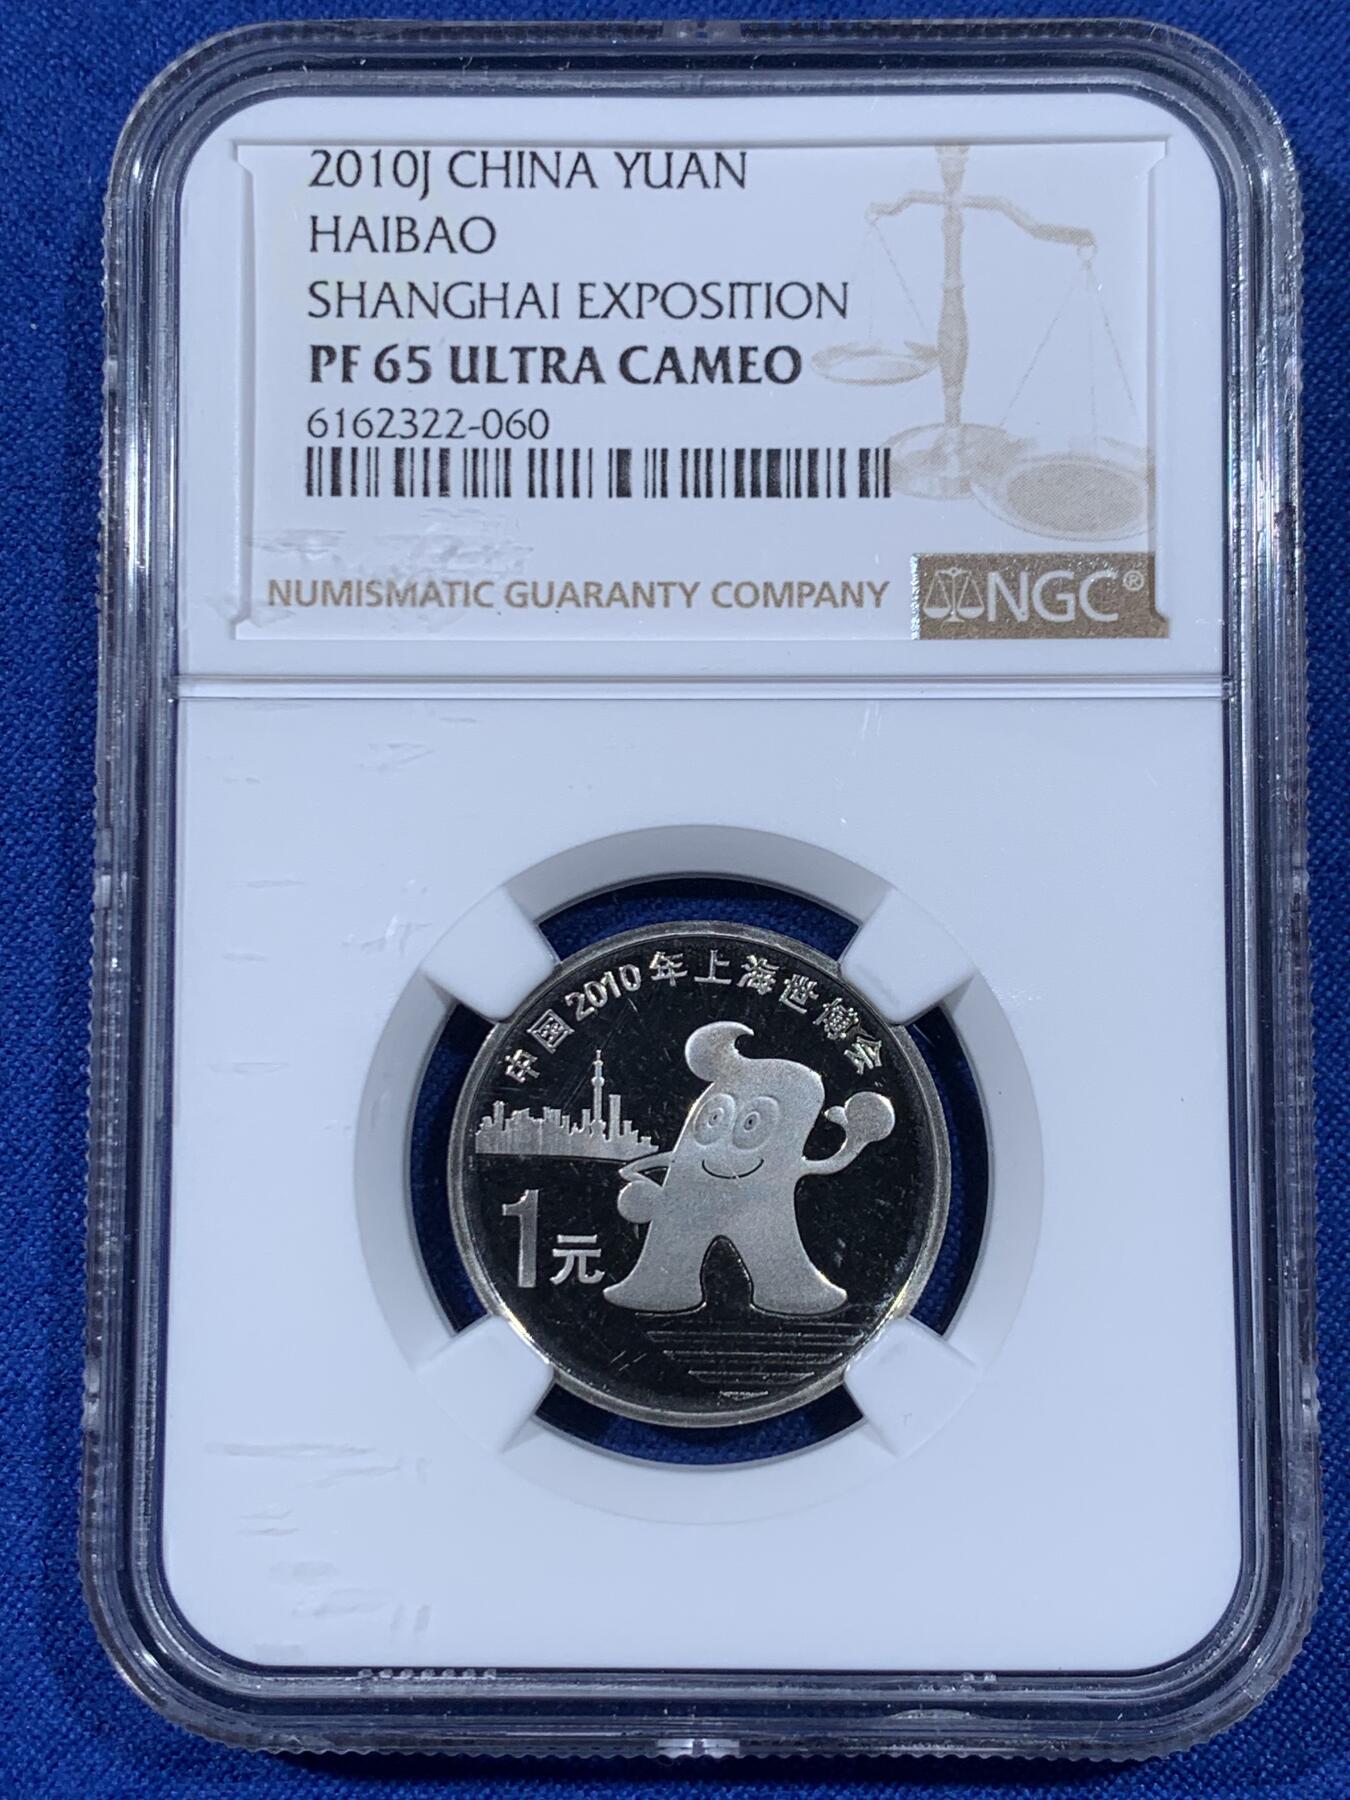 2010J CHINA YUAN
HAIBAO
SHANGHAI EXPOSITION
PF 65 ULTRA CAMEO
6162322-060
NUMISMATIC GUARANTY COMPANY
NGC®
中国2010年上海世博会
1元